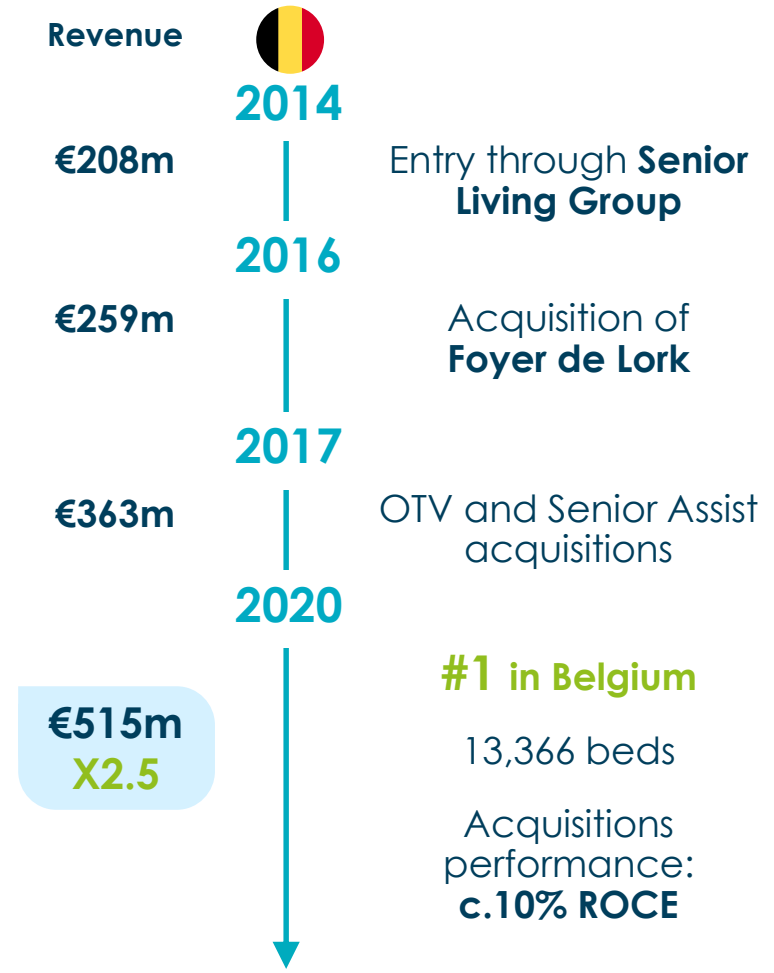 Revenue
2014
€208m
Entry through Senior
Living Group
2016
€259m
Acquisition of
Foyer de Lork
2017
€363m
OTV and Senior Assist
acquisitions
2020
#1 in Belgium
€515m
X2.5
13,366 beds
Acquisitions
performance:
c.10% ROCE